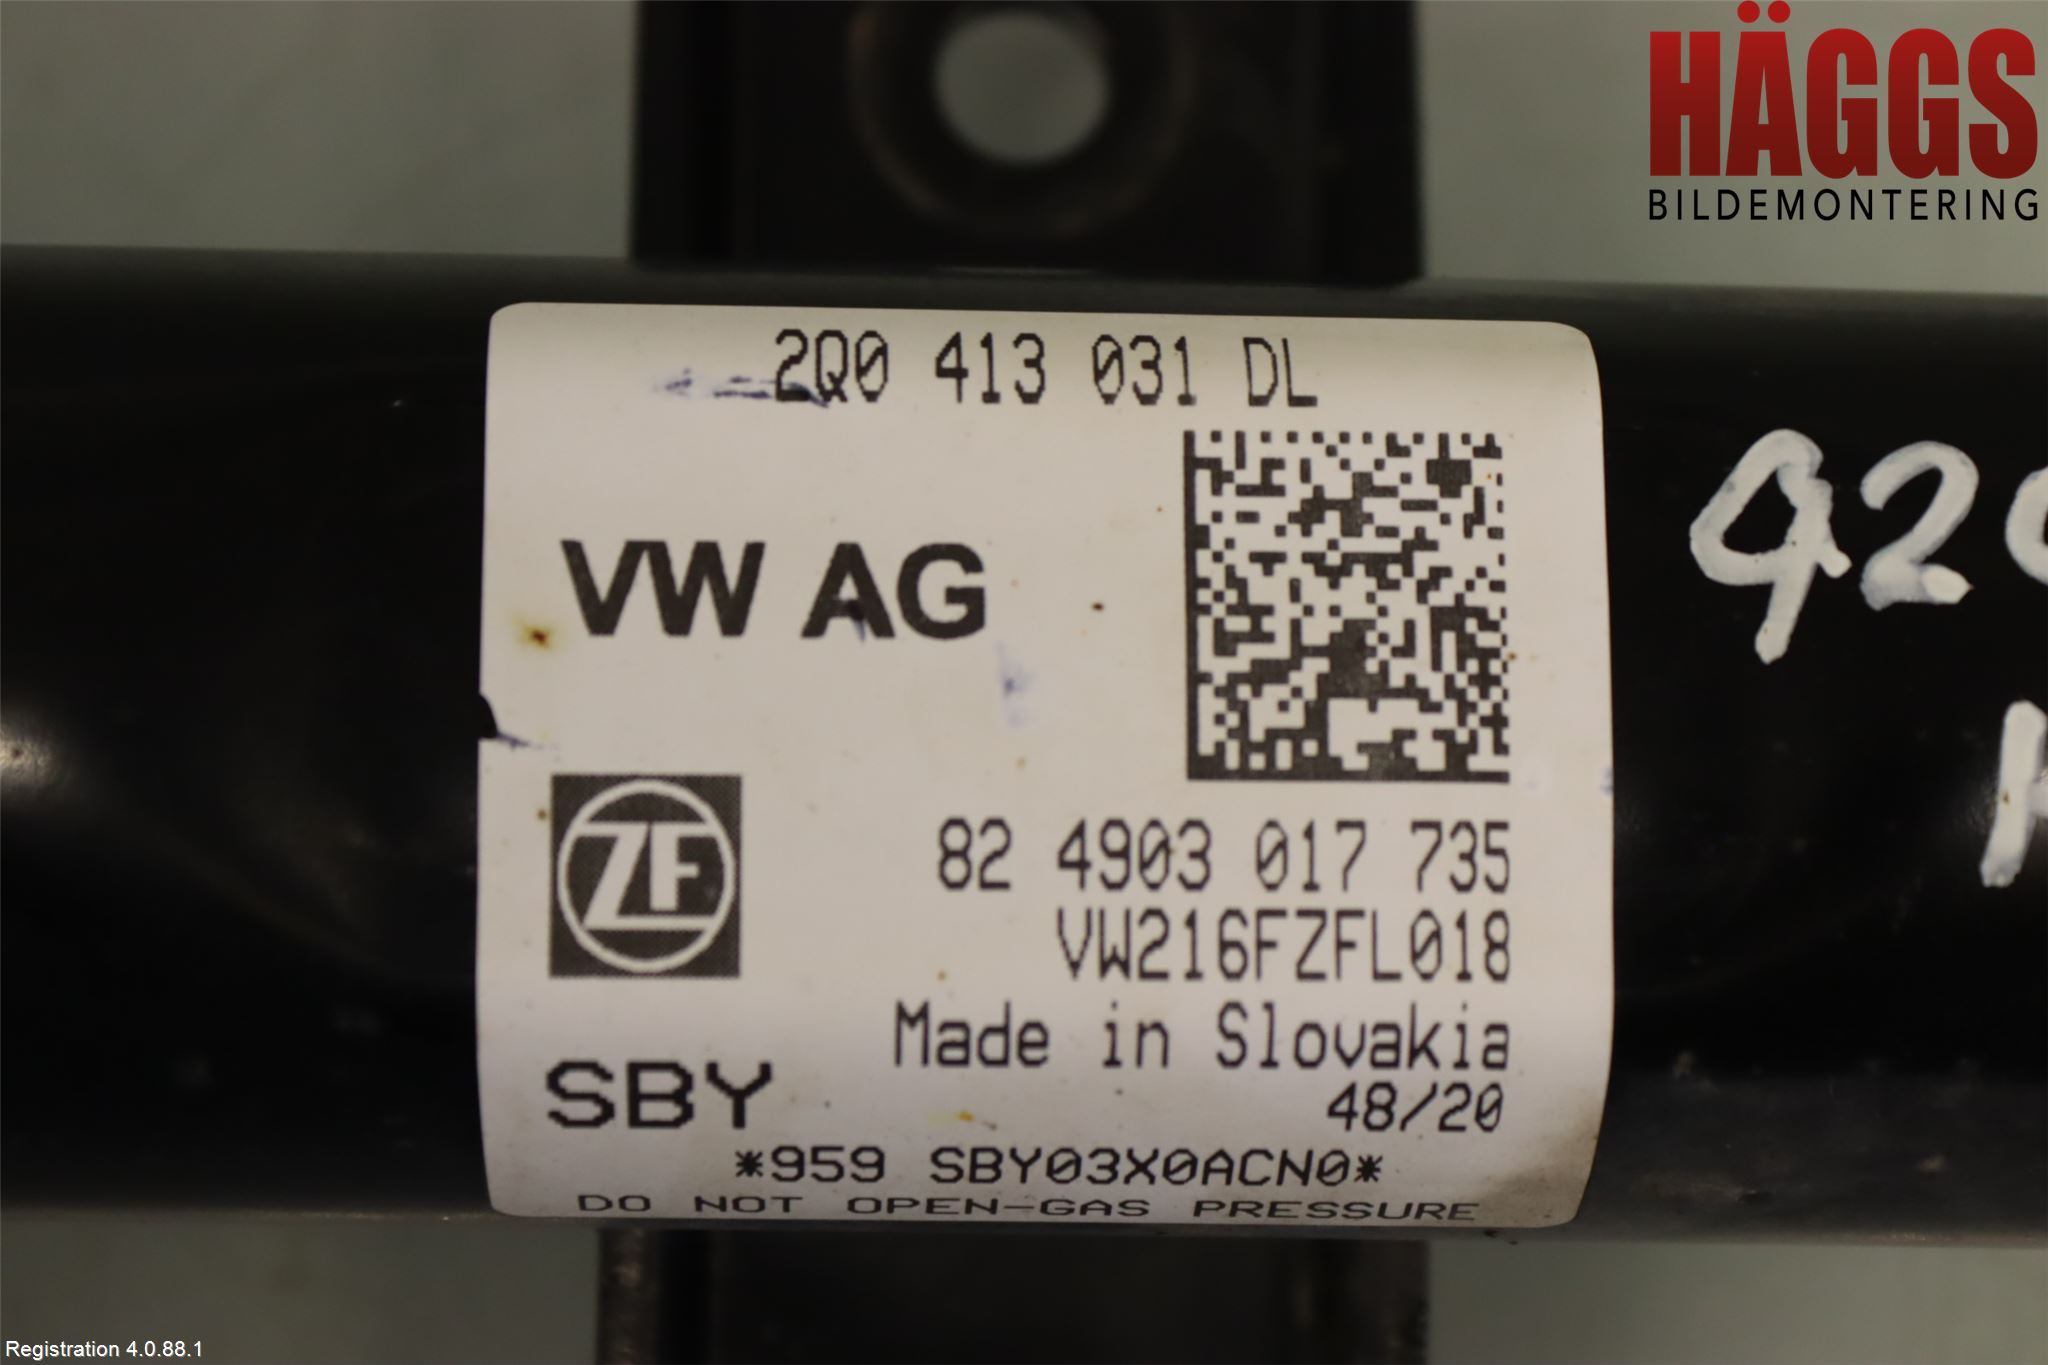 HÄGGS
BILDEMONTERING
2Q0 413 031 DL
VW AG
ZF
82 4903 017 735
VW216FZFL018
Made in Slovakia
SBY
48/20
*959 SBY03X0ACN0*
DO NOT OPEN-GAS PRESSURE
Registration 4.0.88.1